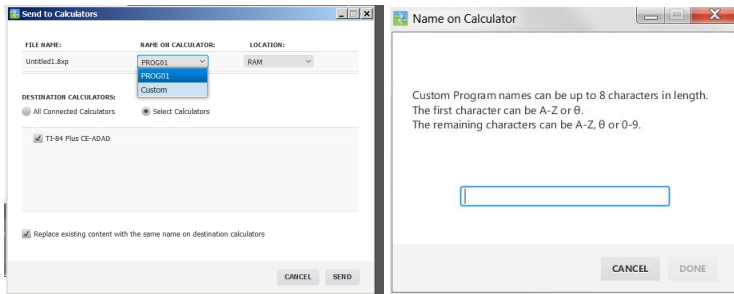 Send to Calculators
FILE NAME: NAME ON CALCULATOR: LOCATION:
Untitled1.8xp PROG01 RAM
PROG01
Custom
DESTINATION CALCULATORS:
All Connected Calculators Select Calculators
TI-84 Plus CE-ADAD
Replace existing content with the same name on destination calculators
CANCEL SEND
Name on Calculator
Custom Program names can be up to 8 characters in length.
The first character can be A-Z or θ.
The remaining characters can be A-Z, θ or 0-9.
CANCEL DONE